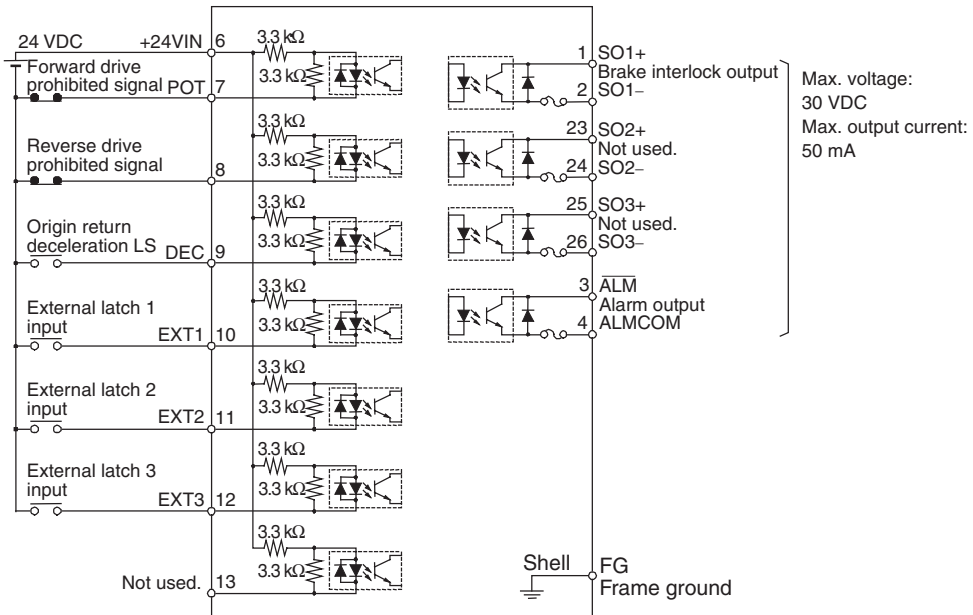 24 VDC
+24VIN 6
3.3 kΩ
3.3 kΩ
Forward drive
prohibited signal POT 7
3.3 kΩ
3.3 kΩ
Reverse drive
prohibited signal
8
3.3 kΩ
3.3 kΩ
Origin return
deceleration LS
DEC 9
3.3 kΩ
3.3 kΩ
External latch 1
input
EXT1 10
3.3 kΩ
3.3 kΩ
External latch 2
input
EXT2 11
3.3 kΩ
3.3 kΩ
External latch 3
input
EXT3 12
3.3 kΩ
3.3 kΩ
Not used. 13
1 SO1+
Brake interlock output
2 SO1–
23 SO2+
Not used.
24 SO2–
25 SO3+
Not used.
26 SO3–
3 A̅L̅M̅
Alarm output
4 ALMCOM
Max. voltage:
30 VDC
Max. output current:
50 mA
Shell FG
Frame ground